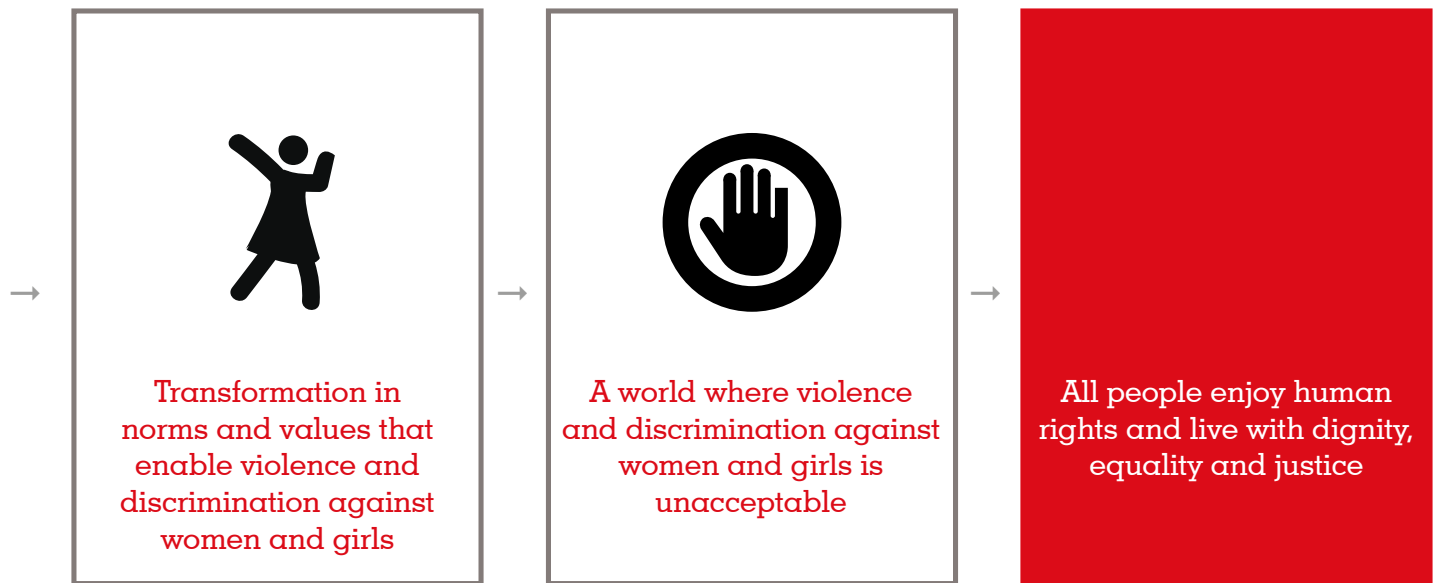 Transformation in
norms and values that
enable violence and
discrimination against
women and girls
A world where violence
and discrimination against
women and girls is
unacceptable
All people enjoy human
rights and live with dignity,
equality and justice